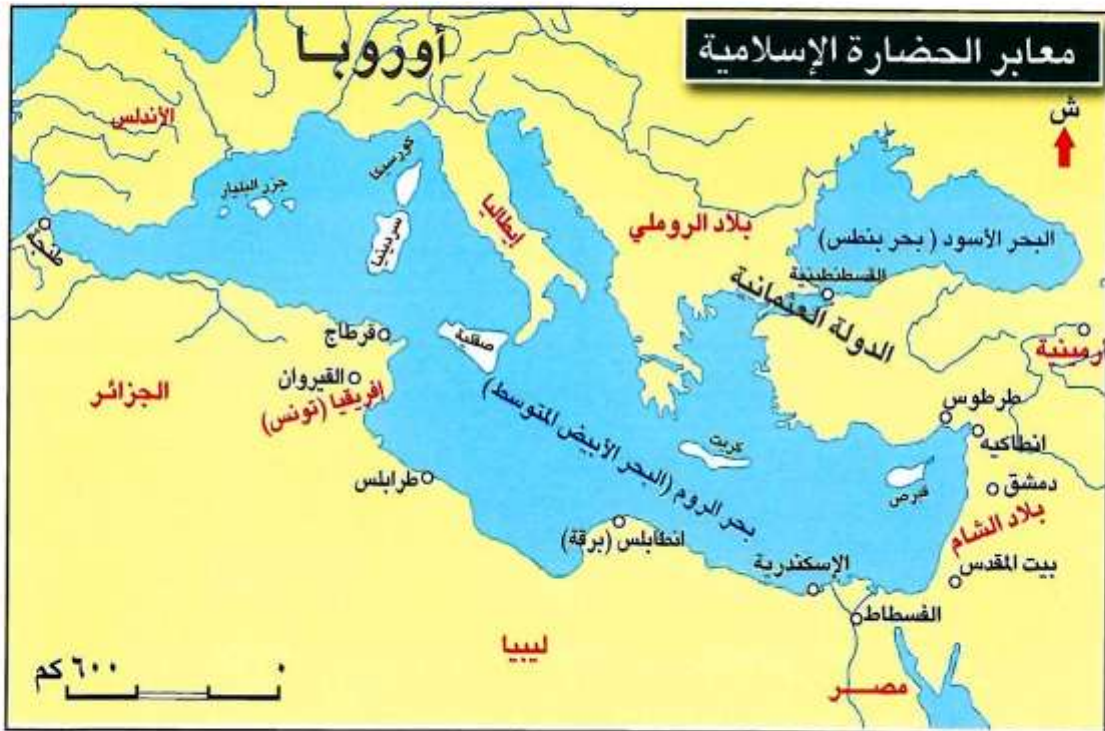 معابر الحضارة الإسلامية
أوروبا
ش
الأندلس
كورسيكا
جزر البليار
سردينيا
إيطاليا
بلاد الروملي
البحر الأسود (بحر بنطس)
القسطنطينية
الدولة العثمانية
أرمينية
طنجة
قرطاج
صقلية
القيروان
إفريقيا (تونس)
الجزائر
بحر الروم (البحر الأبيض المتوسط)
طرطوس
انطاكيه
كريت
قبرص
دمشق
بلاد الشام
طرابلس
انطابلس (برقة)
الإسكندرية
بيت المقدس
الفسطاط
ليبيا
مصر
٠ ٦٠٠ كم